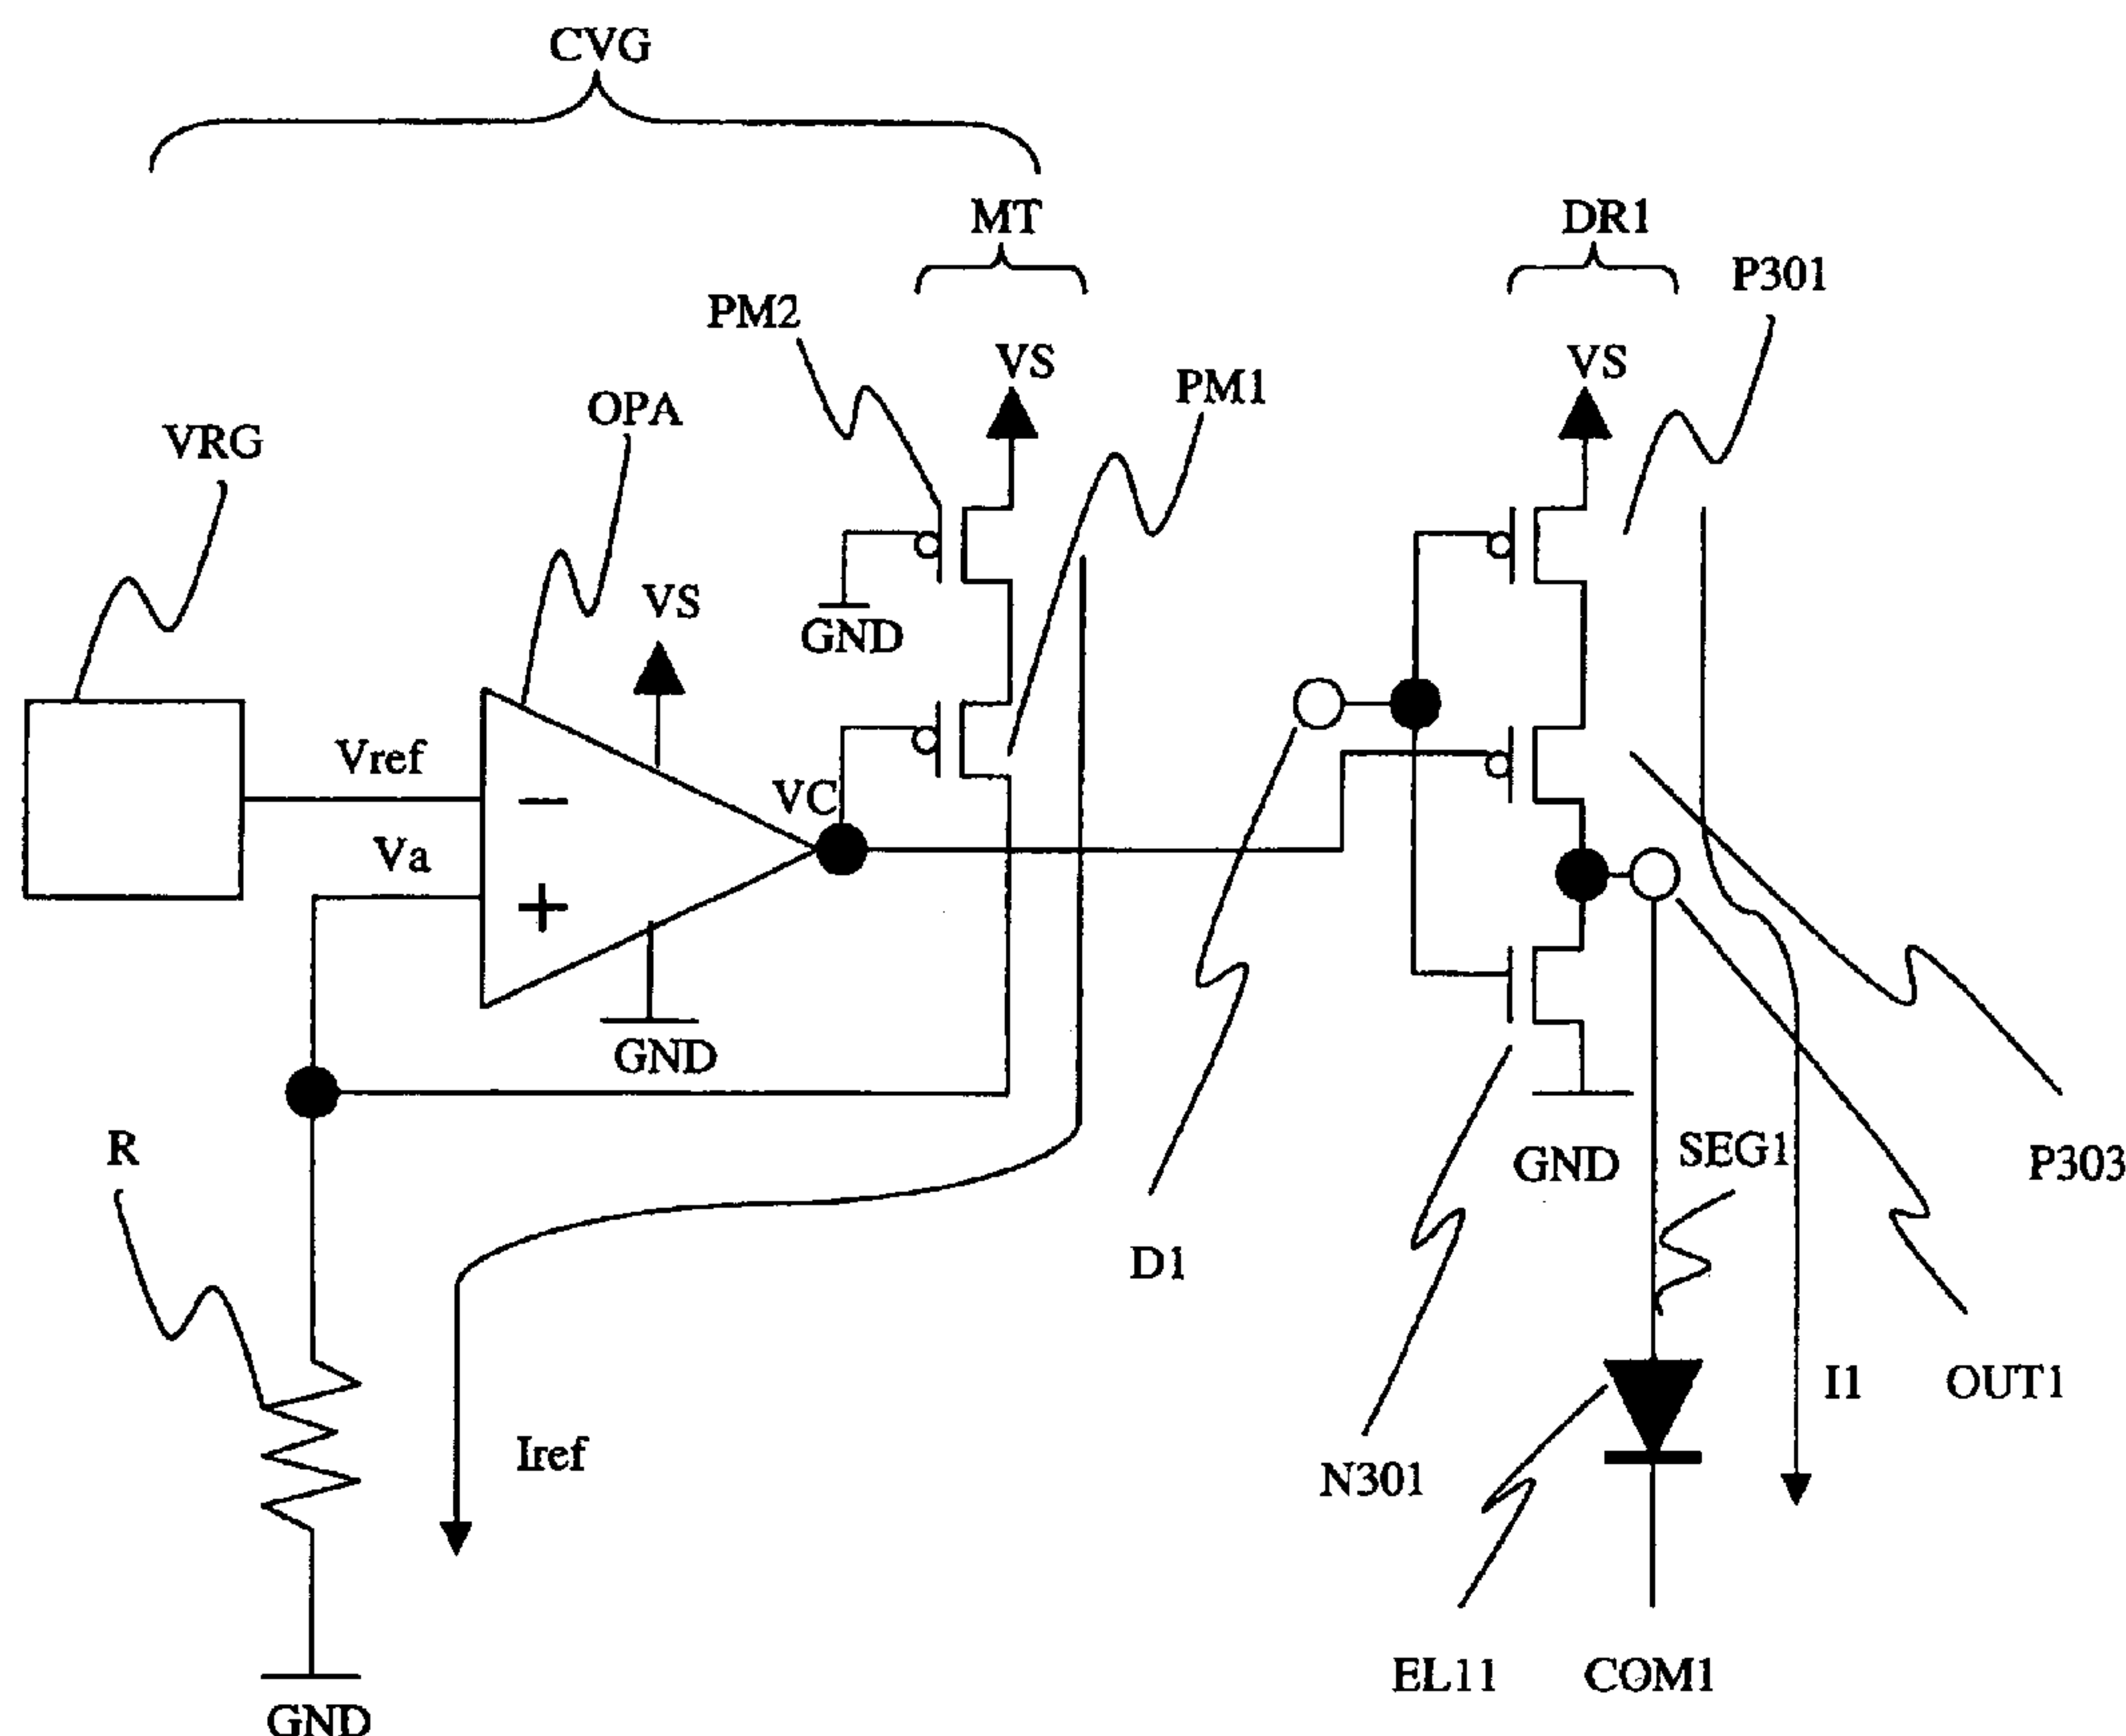 CVG
MT
DR1
P301
PM2
VS
VS
PM1
OPA
VRG
VS
GND
Vref
−
VC
Va
+
GND
R
D1
GND
SEG1
P303
Iref
N301
I1
OUT1
EL11
COM1
GND